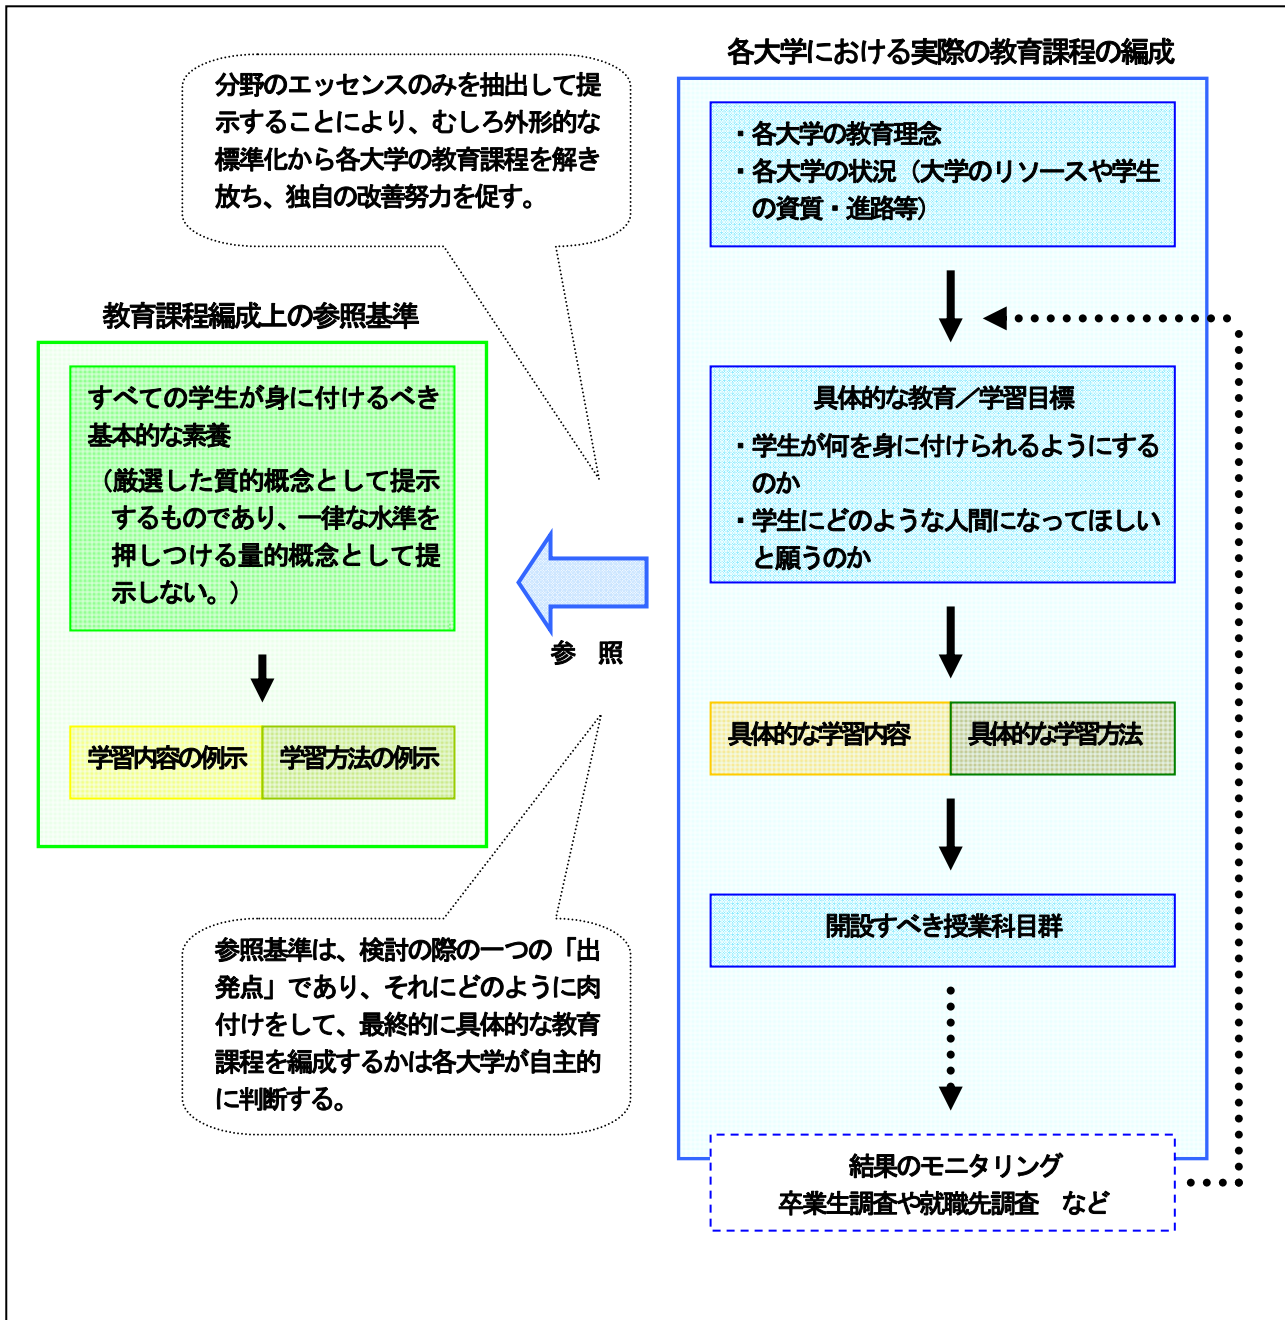 各大学における実際の教育課程の編成
分野のエッセンスのみを抽出して提
示することにより、むしろ外形的な
標準化から各大学の教育課程を解き
放ち、独自の改善努力を促す。
・各大学の教育理念
・各大学の状況（大学のリソースや学生
の資質・進路等）
教育課程編成上の参照基準
すべての学生が身に付けるべき
基本的な素養
（厳選した質的概念として提示
するものであり、一律な水準を
押しつける量的概念として提
示しない。）
学習内容の例示
学習方法の例示
参　照
具体的な教育／学習目標
・学生が何を身に付けられるようにする
のか
・学生にどのような人間になってほしい
と願うのか
具体的な学習内容
具体的な学習方法
開設すべき授業科目群
参照基準は、検討の際の一つの「出
発点」であり、それにどのように肉
付けをして、最終的に具体的な教育
課程を編成するかは各大学が自主的
に判断する。
結果のモニタリング
卒業生調査や就職先調査　など